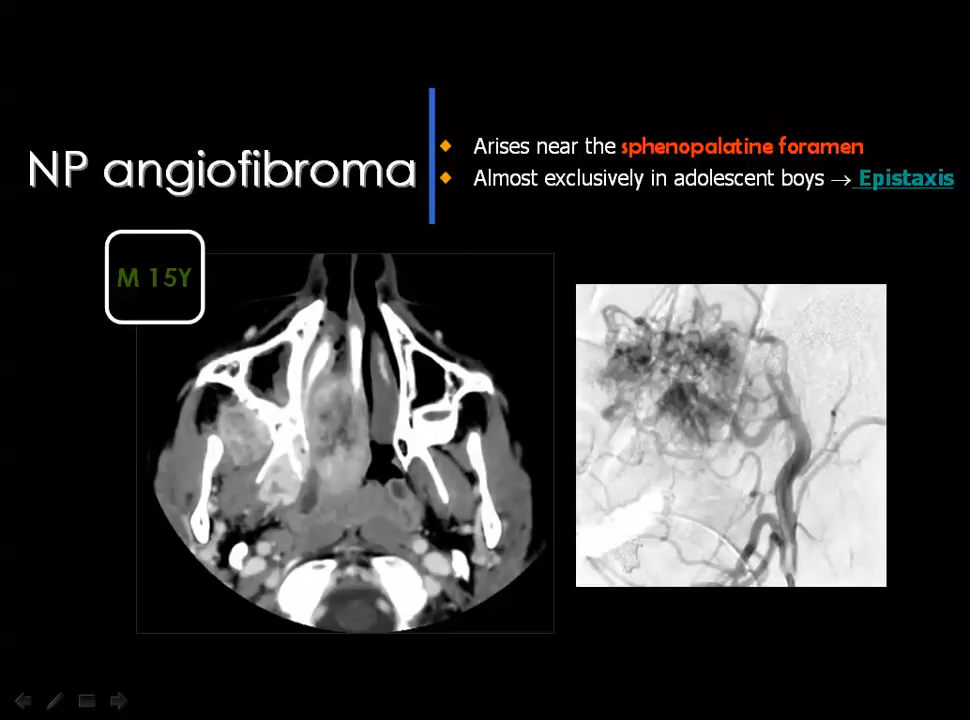 NP angiofibroma
Arises near the sphenopalatine foramen
Almost exclusively in adolescent boys → Epistaxis
M 15Y